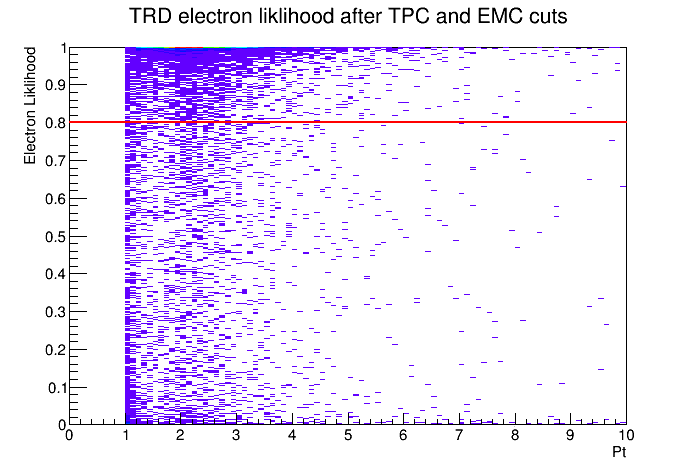 TRD electron liklihood after TPC and EMC cuts
Electron Liklihood
1
0.9
0.8
0.7
0.6
0.5
0.4
0.3
0.2
0.1
0
0 1 2 3 4 5 6 7 8 9 10
Pt